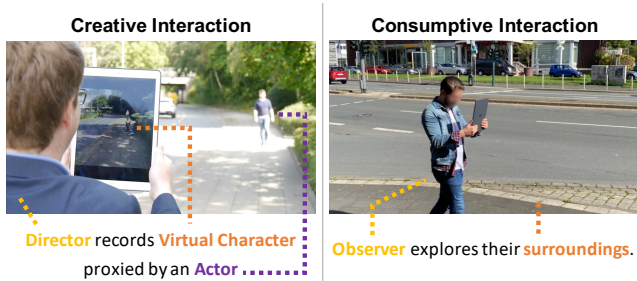 Creative Interaction
Director records Virtual Character
proxied by an Actor
Consumptive Interaction
Observer explores their surroundings.